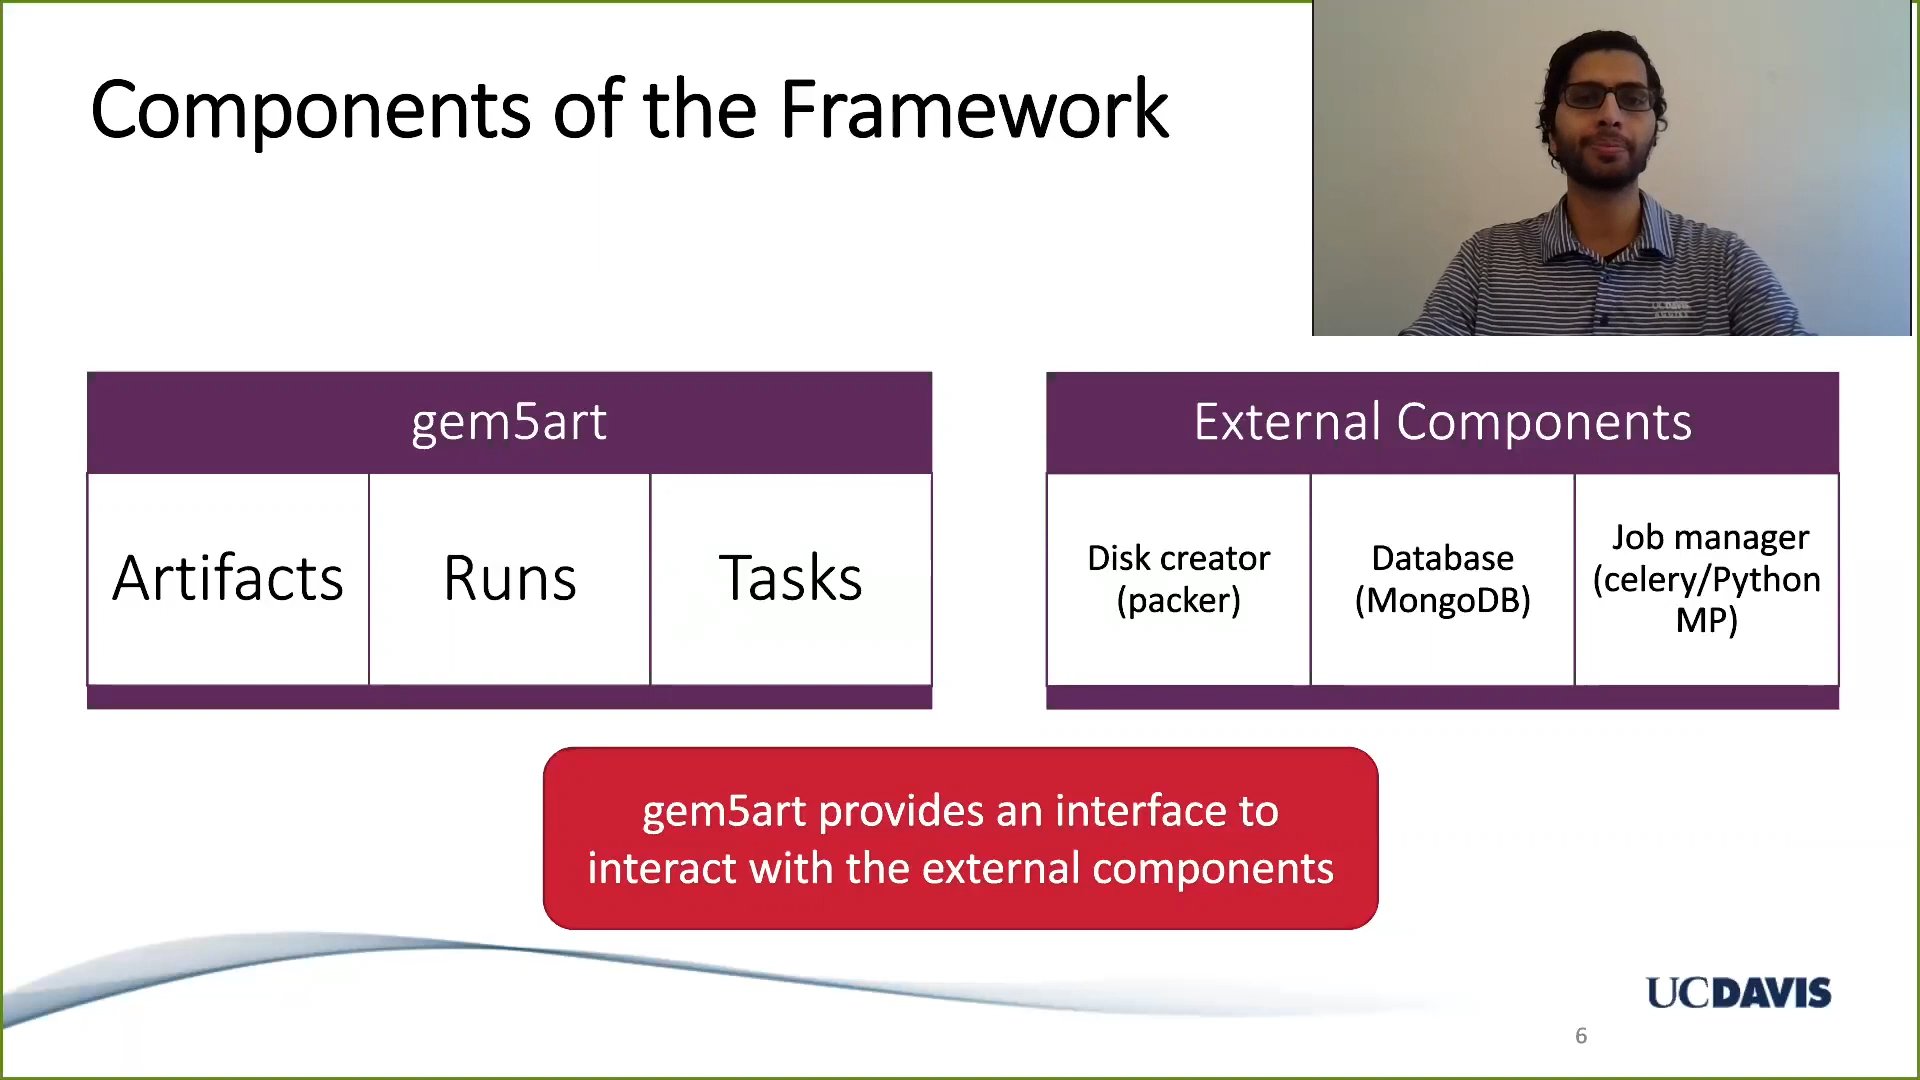 Components of the Framework
gem5art
Artifacts
Runs
Tasks
External Components
Disk creator
(packer)
Database
(MongoDB)
Job manager
(celery/Python
MP)
gem5art provides an interface to
interact with the external components
UCDAVIS
6